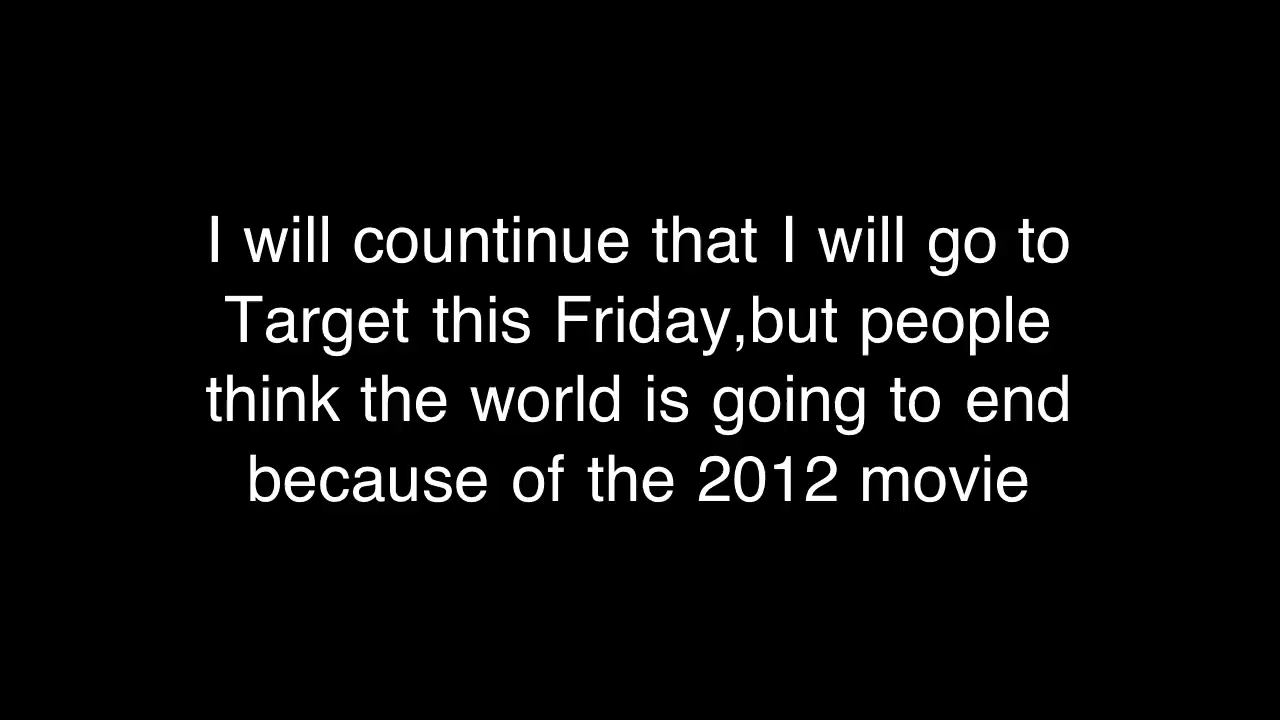 I will countinue that I will go to
Target this Friday,but people
think the world is going to end
because of the 2012 movie